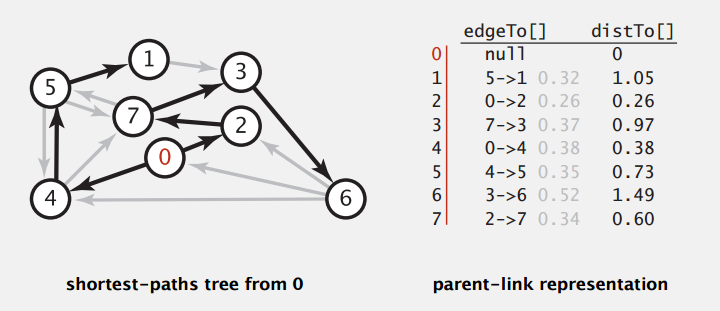 1
3
5
7
2
0
4
6
shortest-paths tree from 0
edgeTo[] distTo[]
0 null 0
1 5->1 0.32 1.05
2 0->2 0.26 0.26
3 7->3 0.37 0.97
4 0->4 0.38 0.38
5 4->5 0.35 0.73
6 3->6 0.52 1.49
7 2->7 0.34 0.60
parent-link representation